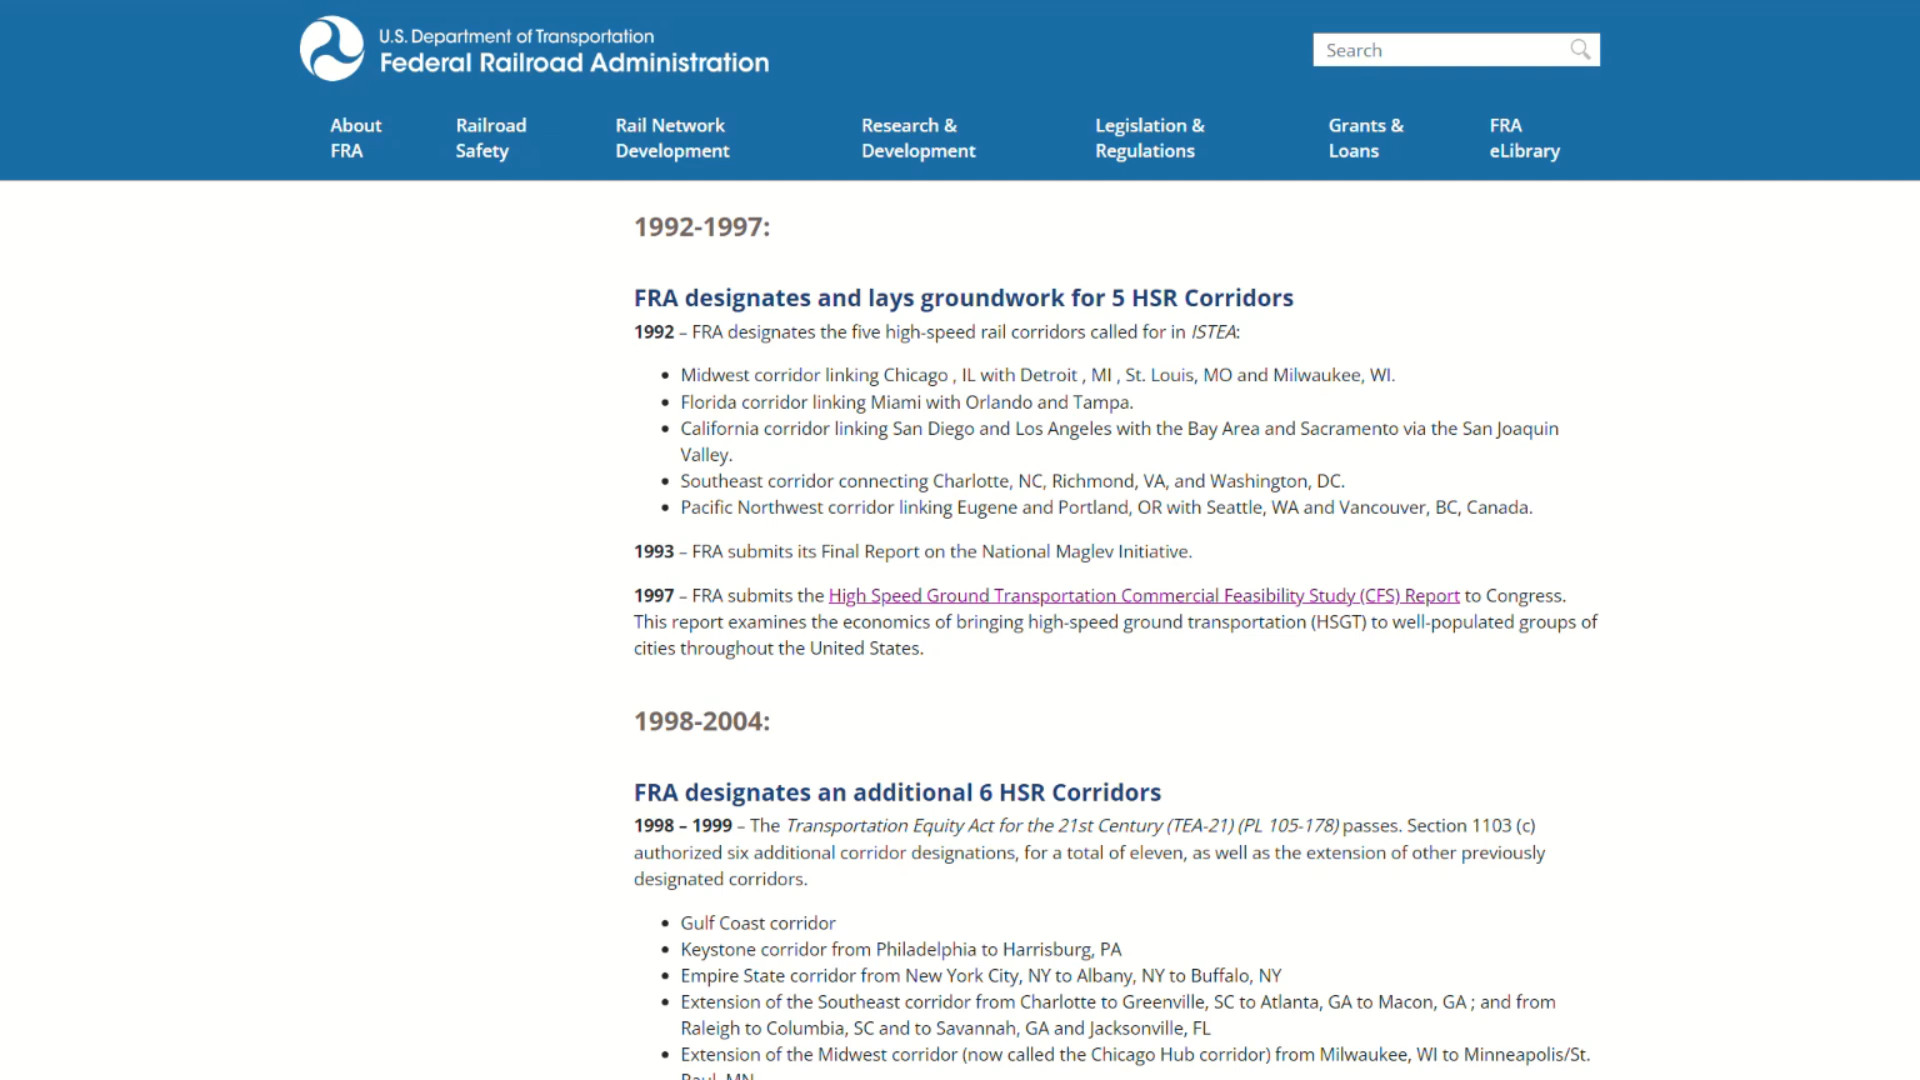 U.S. Department of Transportation
Federal Railroad Administration
Search
About
FRA
Railroad
Safety
Rail Network
Development
Research &
Development
Legislation &
Regulations
Grants &
Loans
FRA
eLibrary
1992-1997:
FRA designates and lays groundwork for 5 HSR Corridors
1992 – FRA designates the five high-speed rail corridors called for in ISTEA:
• Midwest corridor linking Chicago , IL with Detroit , MI , St. Louis, MO and Milwaukee, WI.
• Florida corridor linking Miami with Orlando and Tampa.
• California corridor linking San Diego and Los Angeles with the Bay Area and Sacramento via the San Joaquin
Valley.
• Southeast corridor connecting Charlotte, NC, Richmond, VA, and Washington, DC.
• Pacific Northwest corridor linking Eugene and Portland, OR with Seattle, WA and Vancouver, BC, Canada.
1993 – FRA submits its Final Report on the National Maglev Initiative.
1997 – FRA submits the High Speed Ground Transportation Commercial Feasibility Study (CFS) Report to Congress.
This report examines the economics of bringing high-speed ground transportation (HSGT) to well-populated groups of
cities throughout the United States.
1998-2004:
FRA designates an additional 6 HSR Corridors
1998 – 1999 – The Transportation Equity Act for the 21st Century (TEA-21) (PL 105-178) passes. Section 1103 (c)
authorized six additional corridor designations, for a total of eleven, as well as the extension of other previously
designated corridors.
• Gulf Coast corridor
• Keystone corridor from Philadelphia to Harrisburg, PA
• Empire State corridor from New York City, NY to Albany, NY to Buffalo, NY
• Extension of the Southeast corridor from Charlotte to Greenville, SC to Atlanta, GA to Macon, GA ; and from
Raleigh to Columbia, SC and to Savannah, GA and Jacksonville, FL
• Extension of the Midwest corridor (now called the Chicago Hub corridor) from Milwaukee, WI to Minneapolis/St.
Paul, MN